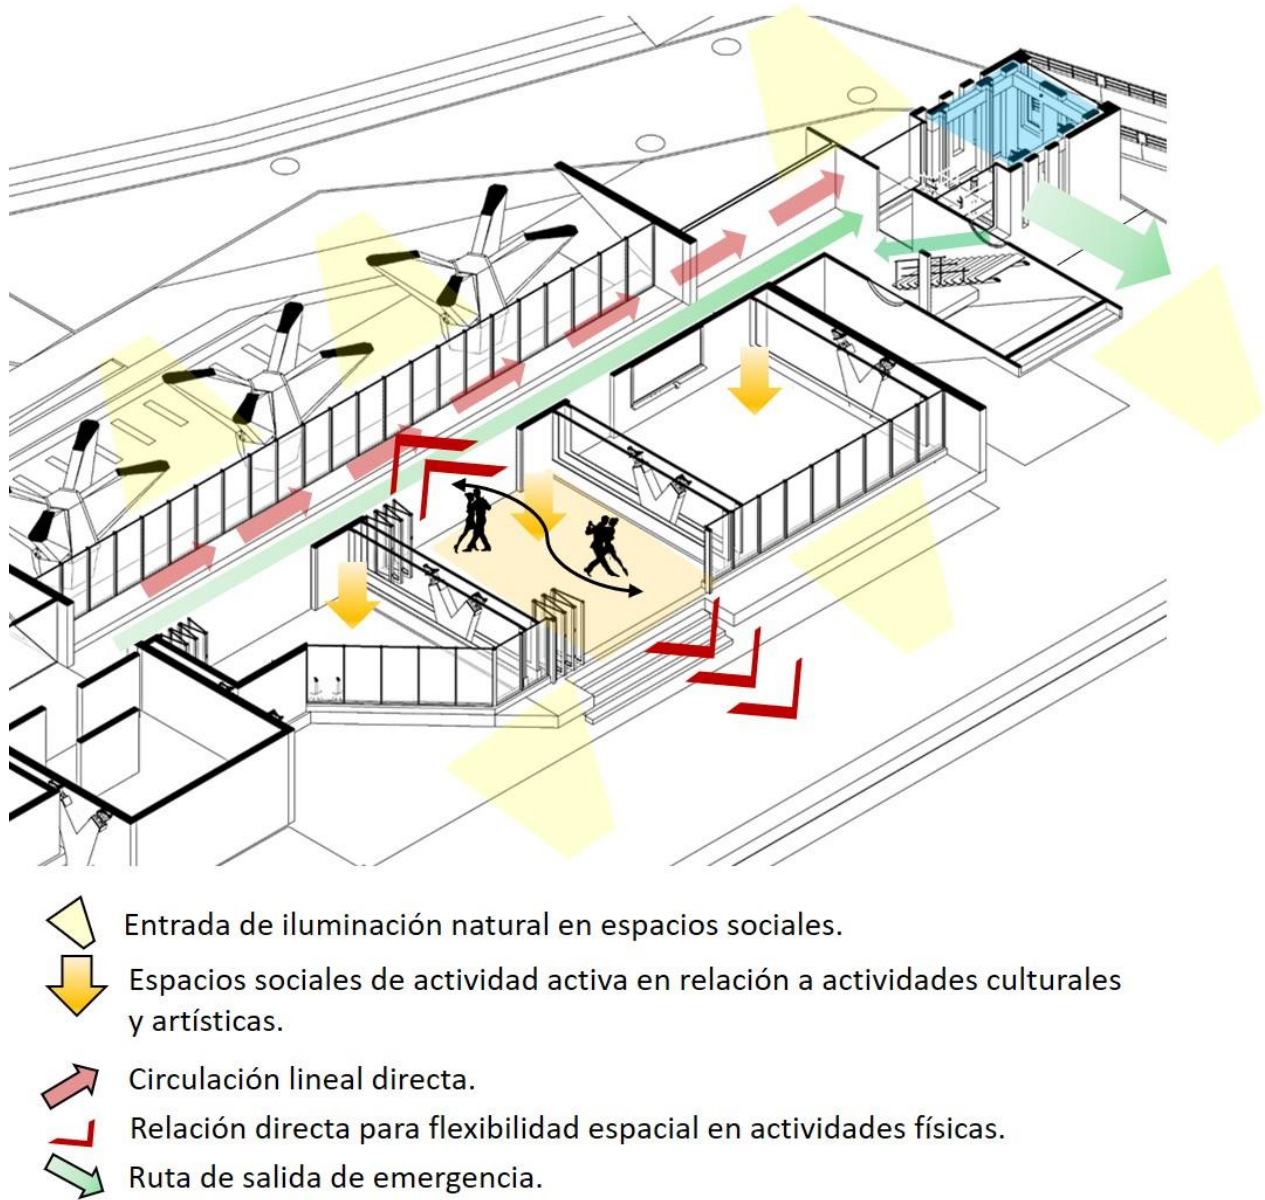 Entrada de iluminación natural en espacios sociales.
Espacios sociales de actividad activa en relación a actividades culturales
y artísticas.
Circulación lineal directa.
Relación directa para flexibilidad espacial en actividades físicas.
Ruta de salida de emergencia.